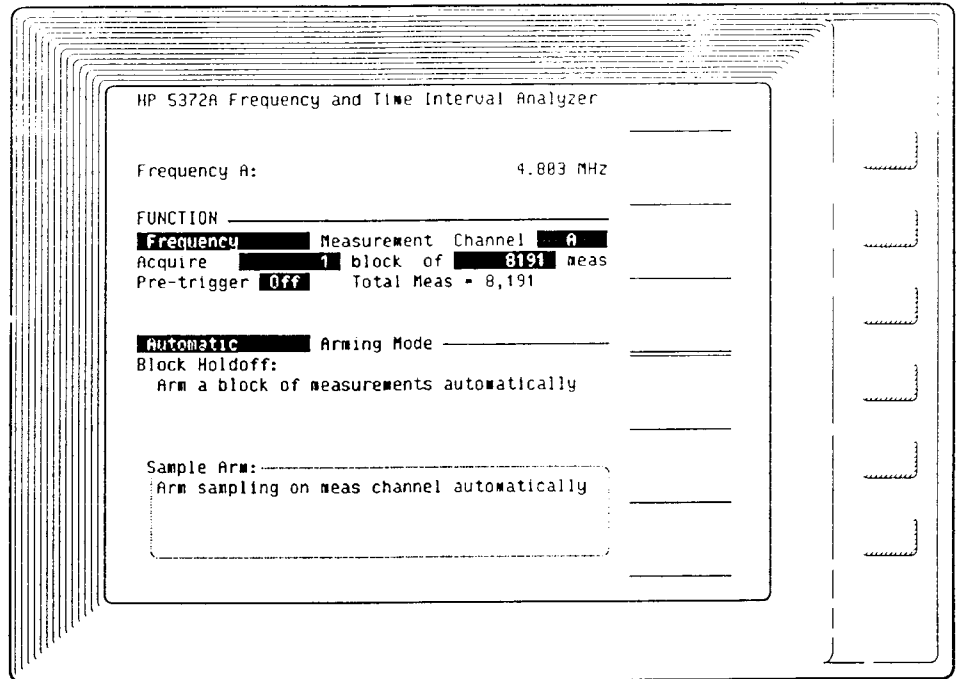 HP 5372A Frequency and Time Interval Analyzer
Frequency A: 4.803 MHz
FUNCTION
Frequency Measurement Channel A
Acquire 1 block of 8191 meas
Pre-trigger Off Total Meas = 8,191
Automatic Arming Mode
Block Holdoff:
Arm a block of measurements automatically
Sample Arm:
Arm sampling on meas channel automatically